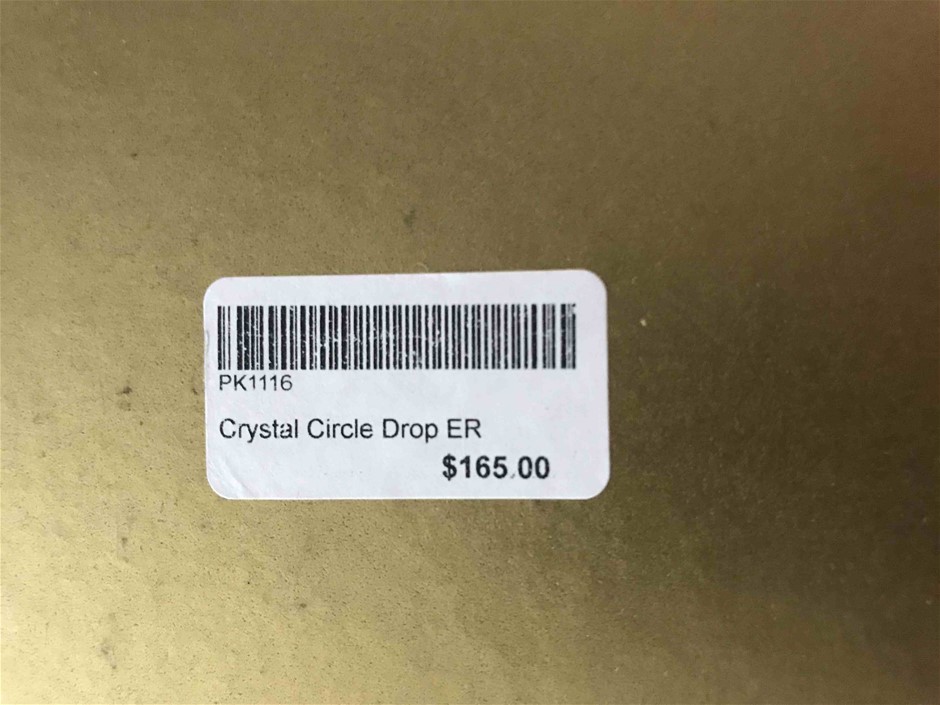 PK1116
Crystal Circle Drop ER
$165.00